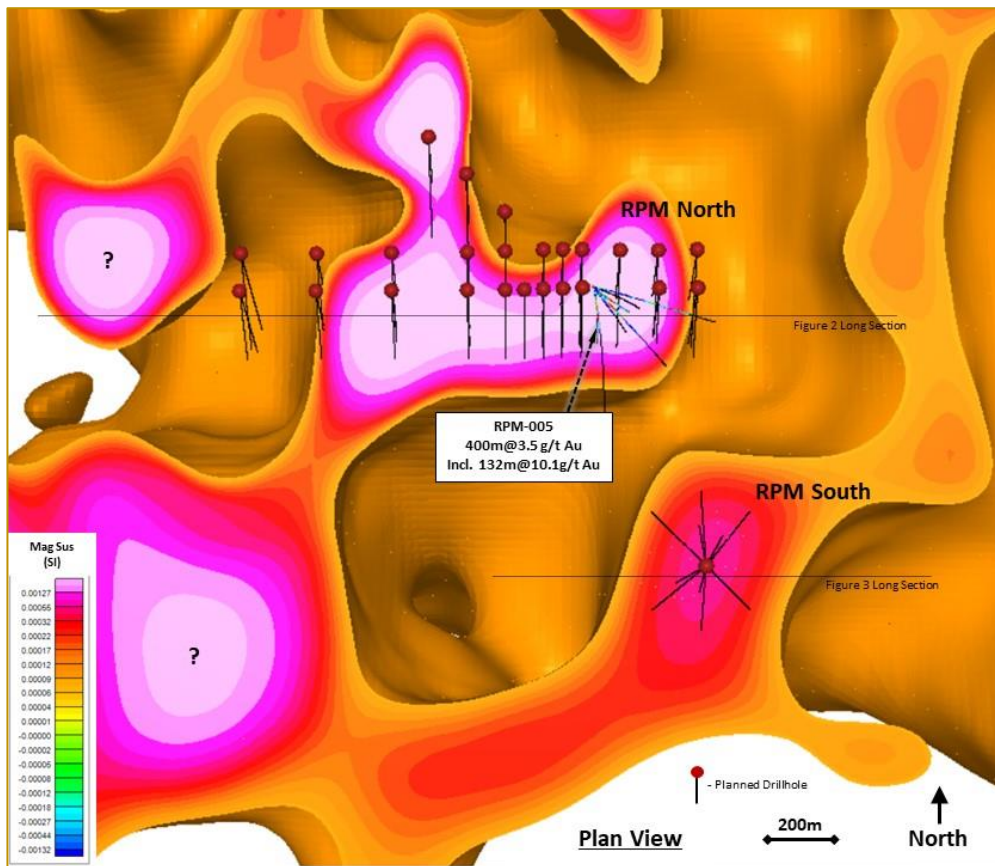 RPM North
?
Figure 2 Long Section
RPM-005
400m@3.5 g/t Au
Incl. 132m@10.1g/t Au
RPM South
Mag Sus
(SI)
0.00127
0.00055
0.00032
0.00022
0.00017
0.00012
0.00009
0.00006
0.00004
0.00001
-0.00000
-0.00002
-0.00005
-0.00008
-0.00012
-0.00018
-0.00027
-0.00044
-0.00132
Figure 3 Long Section
?
- Planned Drillhole
Plan View
200m
North